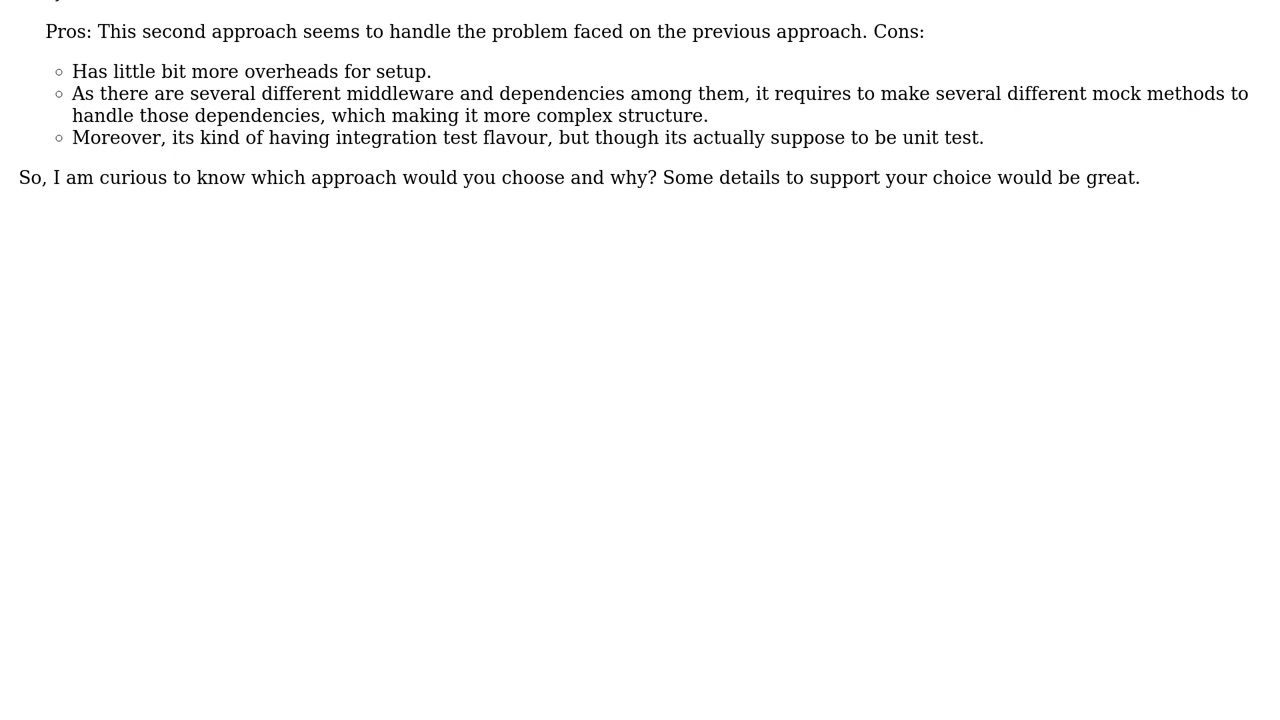 Pros: This second approach seems to handle the problem faced on the previous approach. Cons:
Has little bit more overheads for setup.
As there are several different middleware and dependencies among them, it requires to make several different mock methods to
handle those dependencies, which making it more complex structure.
Moreover, its kind of having integration test flavour, but though its actually suppose to be unit test.
So, I am curious to know which approach would you choose and why? Some details to support your choice would be great.